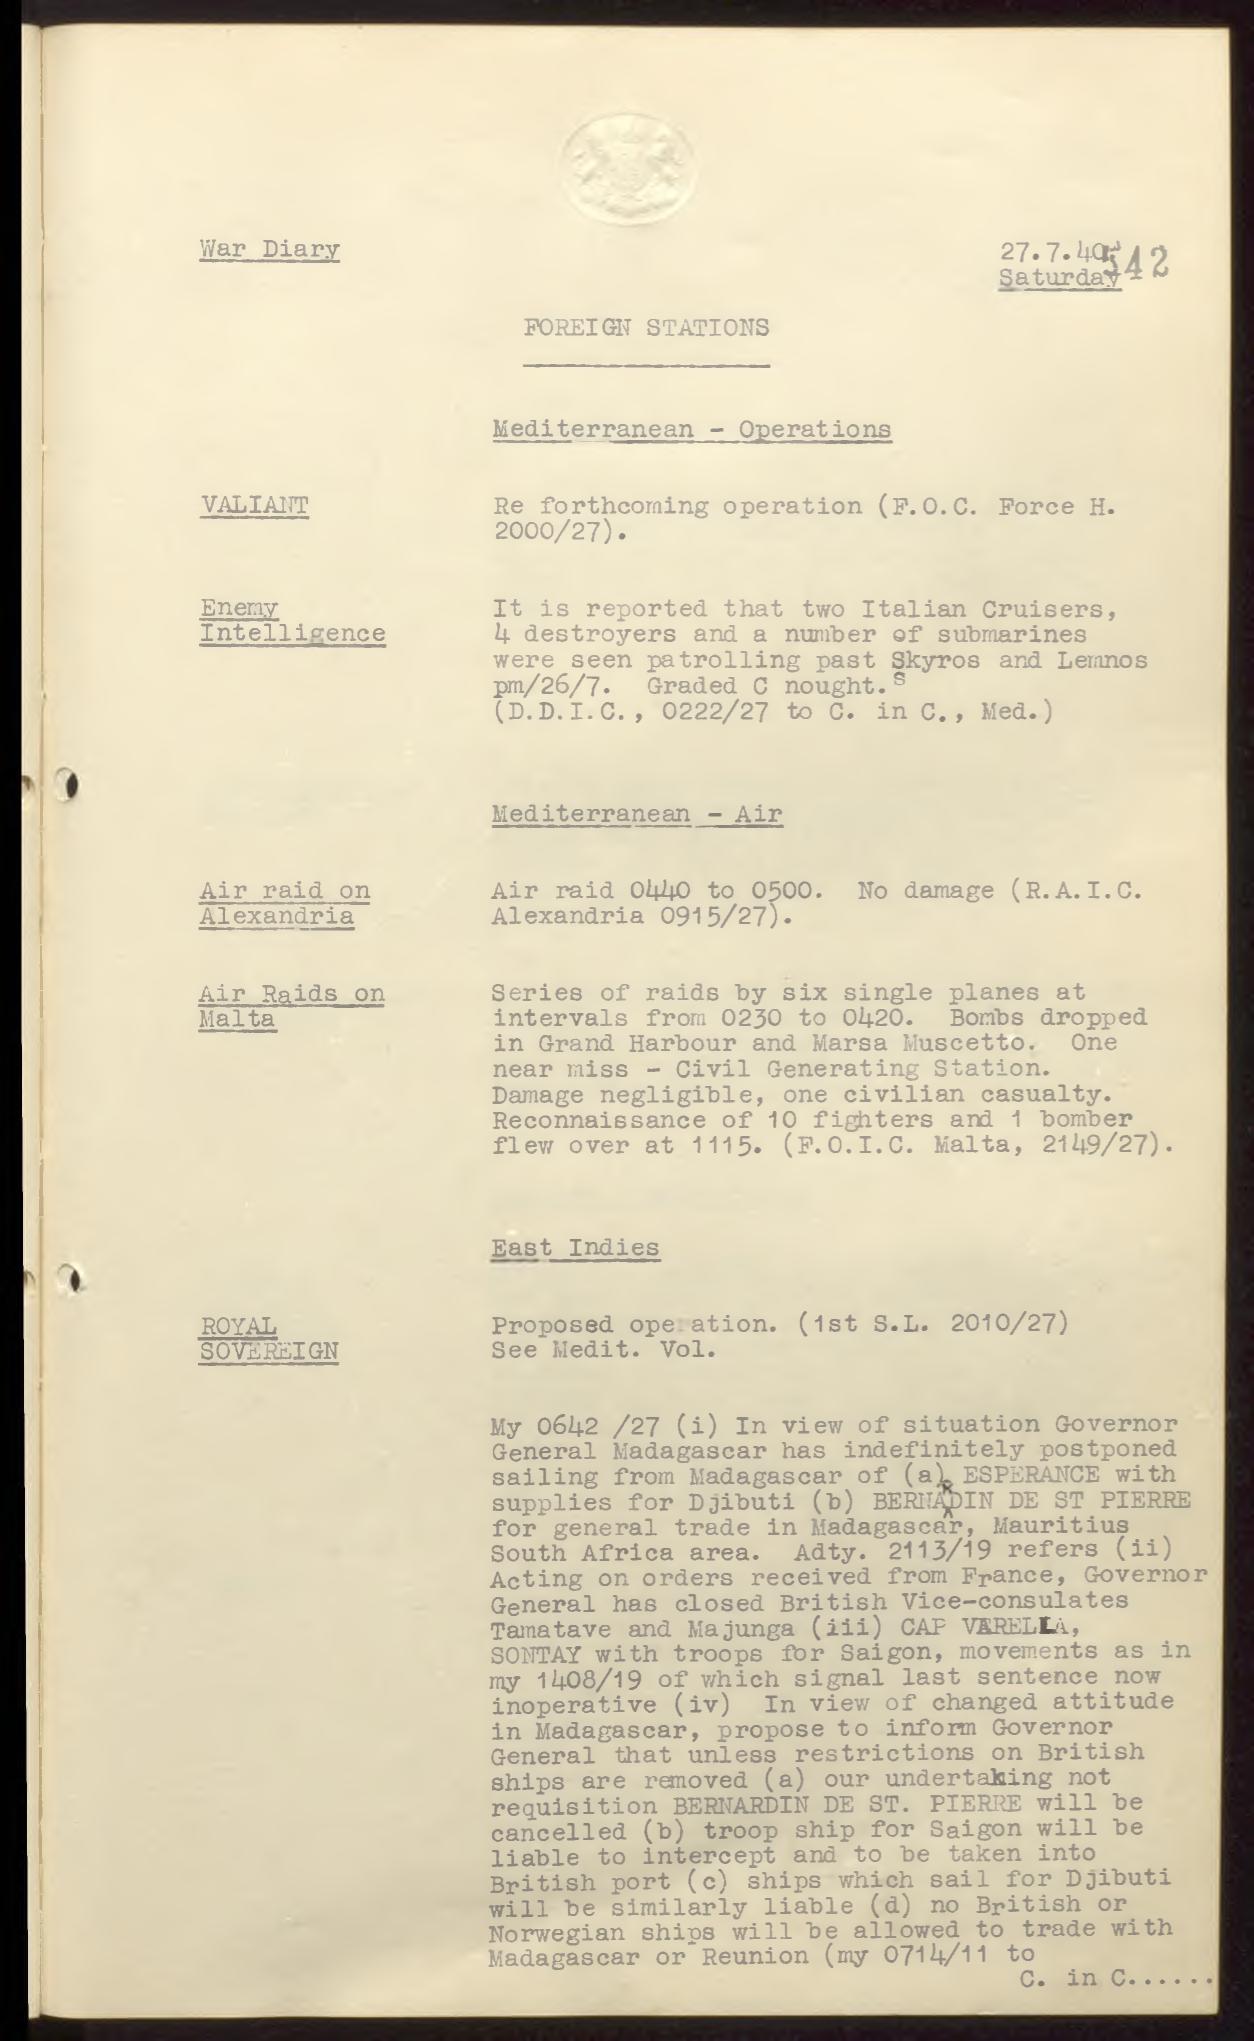 War Diary
27.7.40
Saturday
542
FOREIGN STATIONS
Mediterranean - Operations
VALIANT
Re forthcoming operation (F.O.C. Force H.
2000/27).
Enemy
Intelligence
It is reported that two Italian Cruisers,
4 destroyers and a number of submarines
were seen patrolling past Skyros and Lemnos
pm/26/7. Graded C nought. s
(D.D.I.C., 0222/27 to C. in C., Med.)
Mediterranean - Air
Air raid on
Alexandria
Air raid 0440 to 0500. No damage (R.A.I.C.
Alexandria 0915/27).
Air Raids on
Malta
Series of raids by six single planes at
intervals from 0230 to 0420. Bombs dropped
in Grand Harbour and Marsa Muscetto. One
near miss - Civil Generating Station.
Damage negligible, one civilian casualty.
Reconnaissance of 10 fighters and 1 bomber
flew over at 1115. (F.O.I.C. Malta, 2149/27).
East Indies
ROYAL
SOVEREIGN
Proposed ope ation. (1st S.L. 2010/27)
See Medit. Vol.
My 0642 /27 (i) In view of situation Governor
General Madagascar has indefinitely postponed
sailing from Madagascar of (a) ESPERANCE with
supplies for Djibuti (b) BERNARDIN DE ST PIERRE
for general trade in Madagascar, Mauritius
South Africa area. Adty. 2113/19 refers (ii)
Acting on orders received from France, Governor
General has closed British Vice-consulates
Tamatave and Majunga (iii) CAP VARELLA,
SONTAY with troops for Saigon, movements as in
my 1408/19 of which signal last sentence now
inoperative (iv) In view of changed attitude
in Madagascar, propose to inform Governor
General that unless restrictions on British
ships are removed (a) our undertaking not
requisition BERNARDIN DE ST. PIERRE will be
cancelled (b) troop ship for Saigon will be
liable to intercept and to be taken into
British port (c) ships which sail for Djibuti
will be similarly liable (d) no British or
Norwegian ships will be allowed to trade with
Madagascar or Reunion (my 0714/11 to
C. in C......